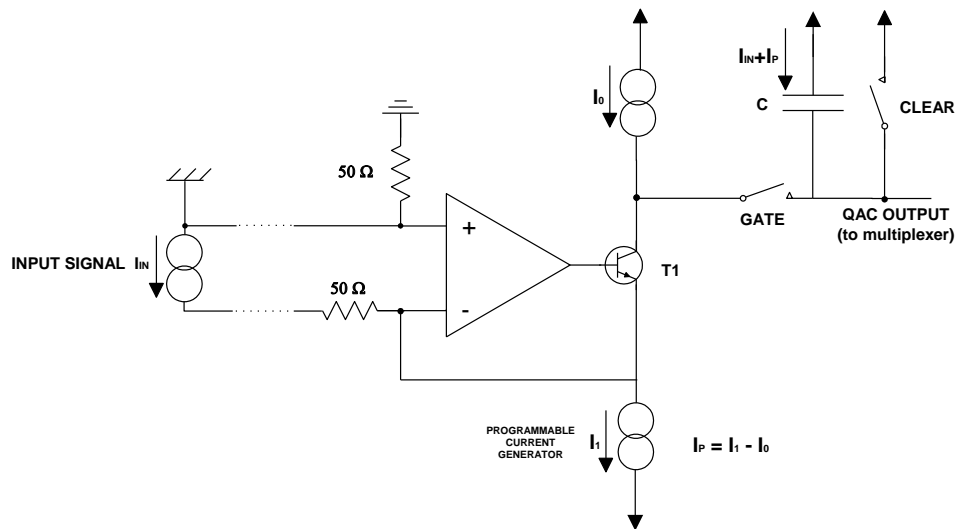 I0
IIN+IP
C
CLEAR
50 Ω
GATE
QAC OUTPUT
(to multiplexer)
+
INPUT SIGNAL IIN
T1
50 Ω
-
PROGRAMMABLE
CURRENT
GENERATOR
I1
IP = I1 - I0